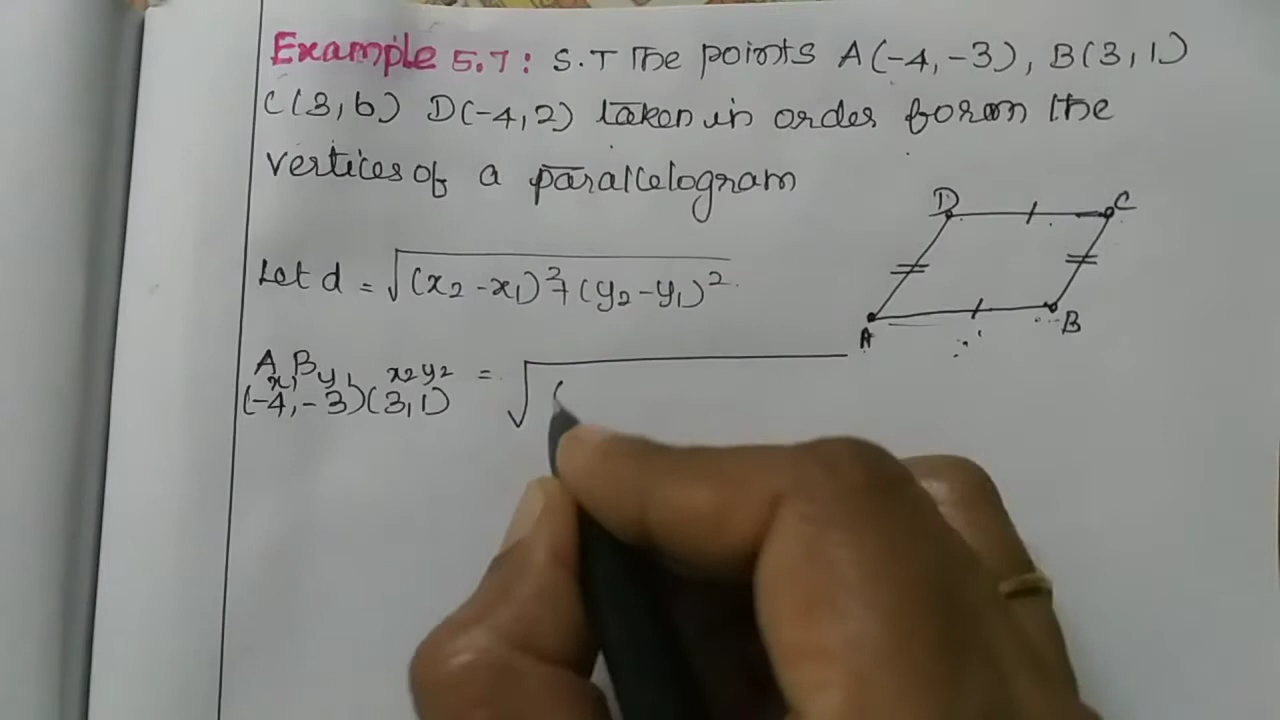 Example 5.7: S.T The points A(-4,-3), B(3,1)
C(3,6) D(-4,2) taken in order form the
vertices of a parallelogram
D C
Let d = √(x2 -x1)²+(y2-y1)²
A B
A B = √(
x1 y1 x2 y2
(-4,-3)(3,1)